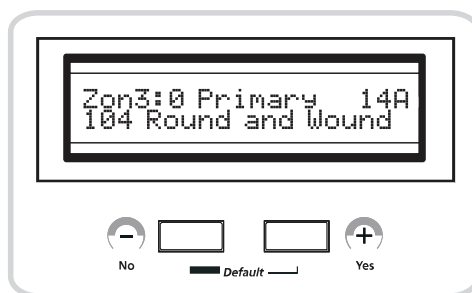 Zon3:0 Primary 14A
104 Round and Wound
− +
No Default Yes